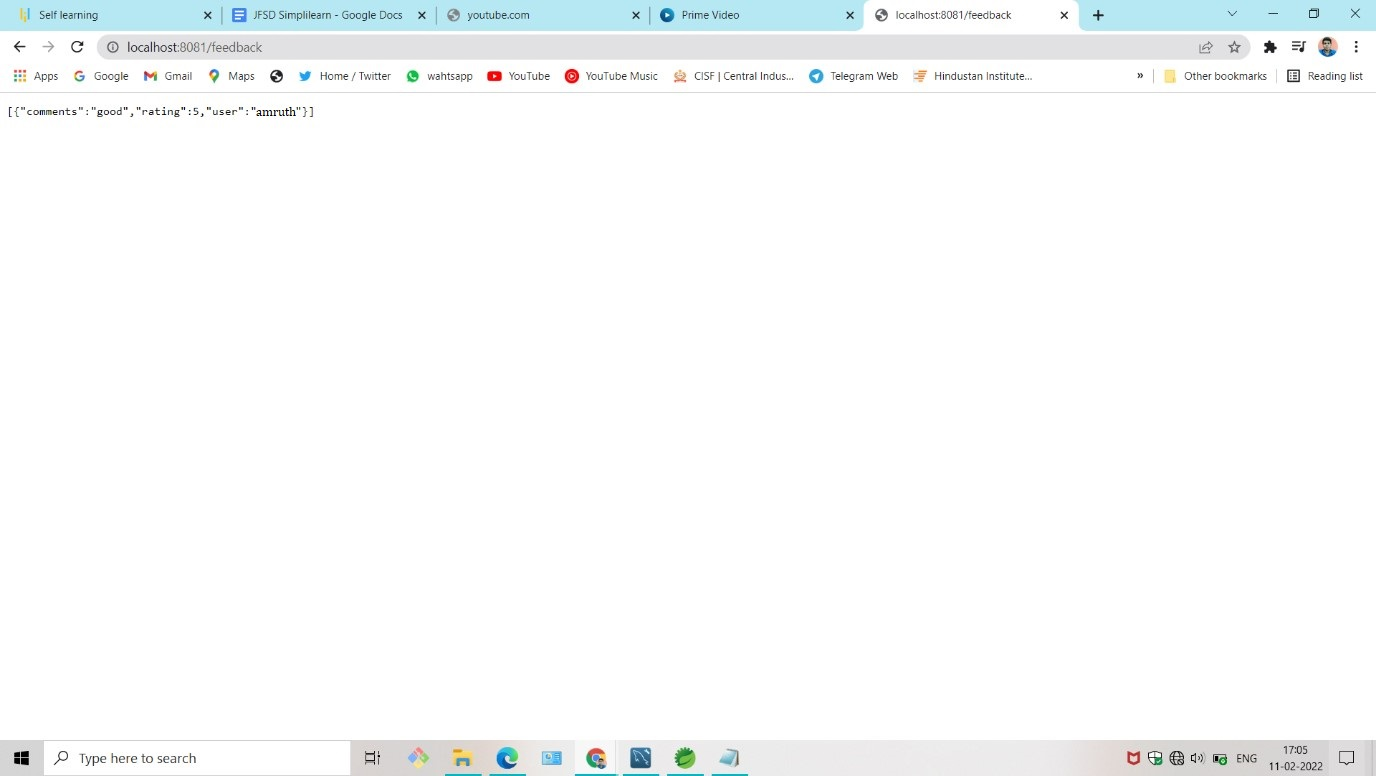 Self learning
JFSD Simplilearn - Google Docs
youtube.com
Prime Video
localhost:8081/feedback
localhost:8081/feedback
Apps
Google
Gmail
Maps
Home / Twitter
wahtsapp
YouTube
YouTube Music
CISF | Central Indus...
Telegram Web
Hindustan Institute...
»
Other bookmarks
Reading list
[{"comments":"good","rating":5,"user":"amruth"}]
Type here to search
ENG
17:05
11-02-2022